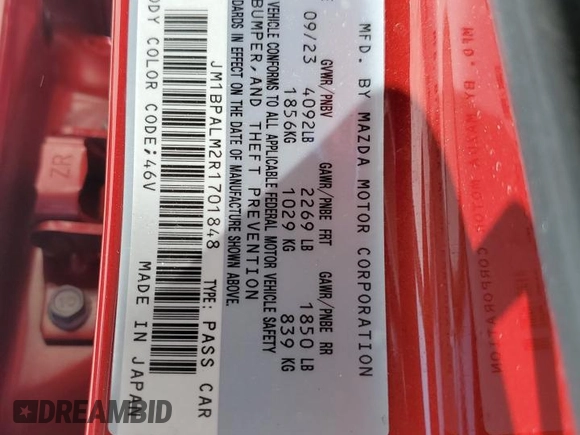 MFD. BY MAZDA MOTOR CORPORATION
GVWR/PNBV GAWR/PNBE FRT GAWR/PNBE RR
09/23 4092LB 2269 LB 1850 LB
1856KG 1029 KG 839 KG
VEHICLE CONFORMS TO ALL APPLICABLE FEDERAL MOTOR VEHICLE SAFETY
BUMPER, AND THEFT PREVENTION
DARDS IN EFFECT ON THE DATE OF MANUFACTURE SHOWN ABOVE.
JM1BPALM2R1701848 TYPE: PASS CAR
ODY COLOR CODE;46V MADE IN JAPAN
DREAMBID